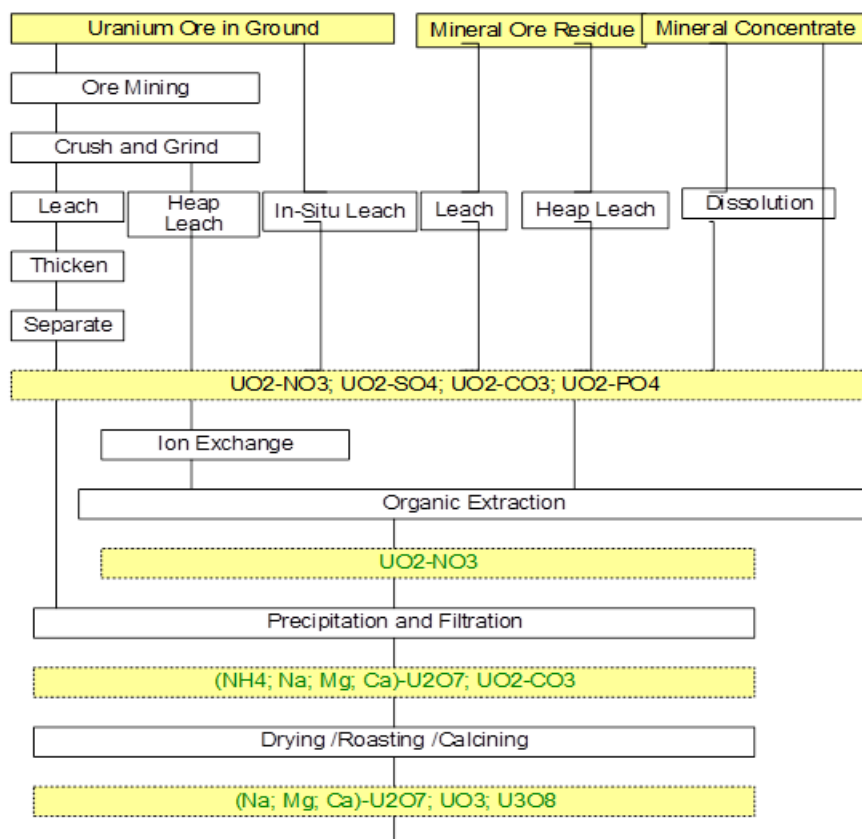 Uranium Ore in Ground
Mineral Ore Residue
Mineral Concentrate
Ore Mining
Crush and Grind
Leach
Heap
Leach
In-Situ Leach
Leach
Heap Leach
Dissolution
Thicken
Separate
UO2-NO3; UO2-SO4; UO2-CO3; UO2-PO4
Ion Exchange
Organic Extraction
UO2-NO3
Precipitation and Filtration
(NH4; Na; Mg; Ca)-U2O7; UO2-CO3
Drying /Roasting /Calcining
(Na; Mg; Ca)-U2O7; UO3; U3O8